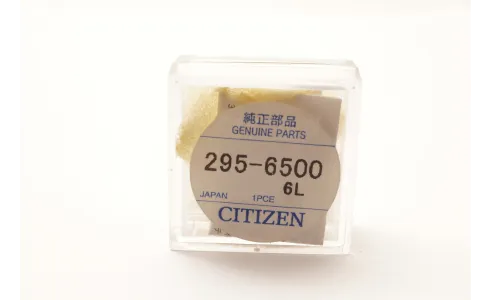 純正部品
GENUINE PARTS
295-6500
6L
JAPAN 1PCE
CITIZEN